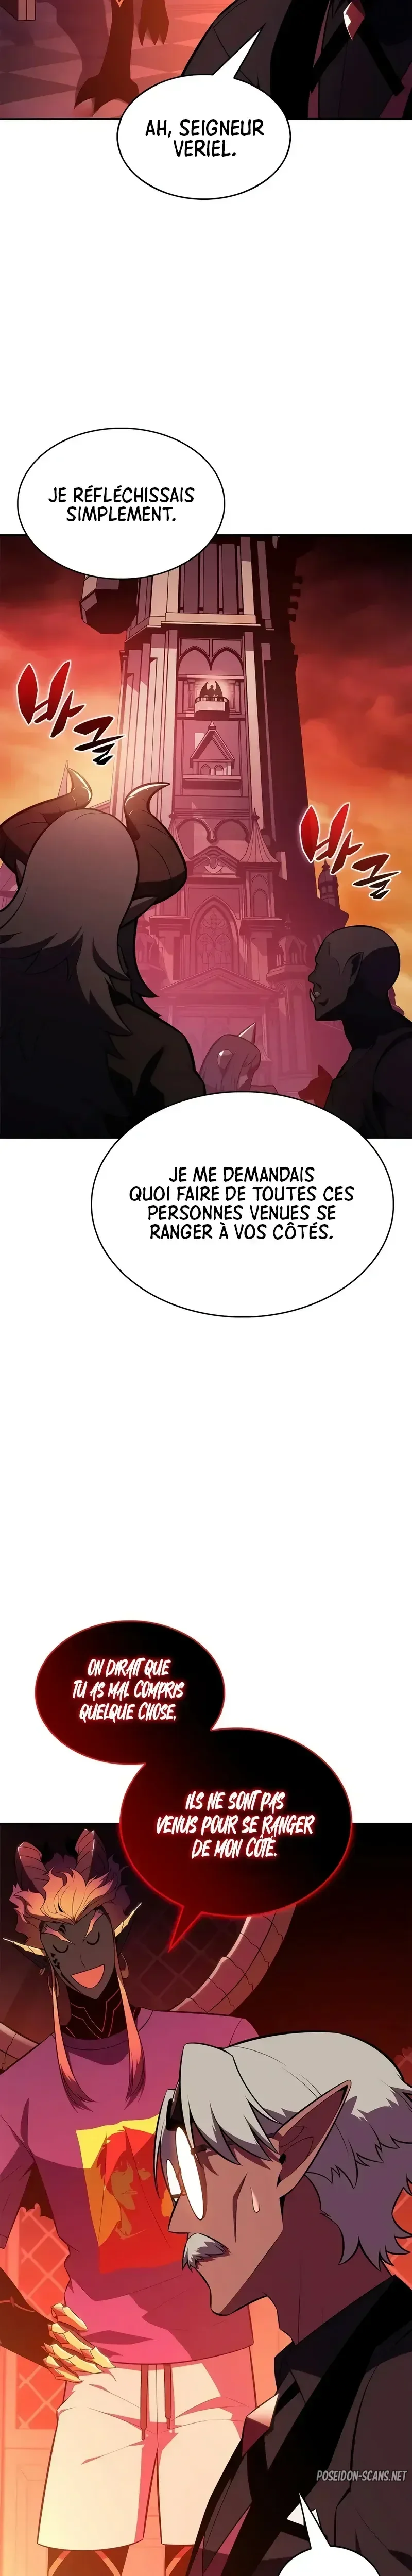 AH, SEIGNEUR
VERIEL.
JE RÉFLÉCHISSAIS
SIMPLEMENT.
바글
바글
JE ME DEMANDAIS
QUOI FAIRE DE TOUTES CES
PERSONNES VENUES SE
RANGER À VOS CÔTÉS.
ON DIRAIT QUE
TU AS MAL COMPRIS
QUELQUE CHOSE,
ILS NE SONT PAS
VENUS POUR SE RANGER
DE MON CÔTÉ.
POSEIDON-SCANS.NET